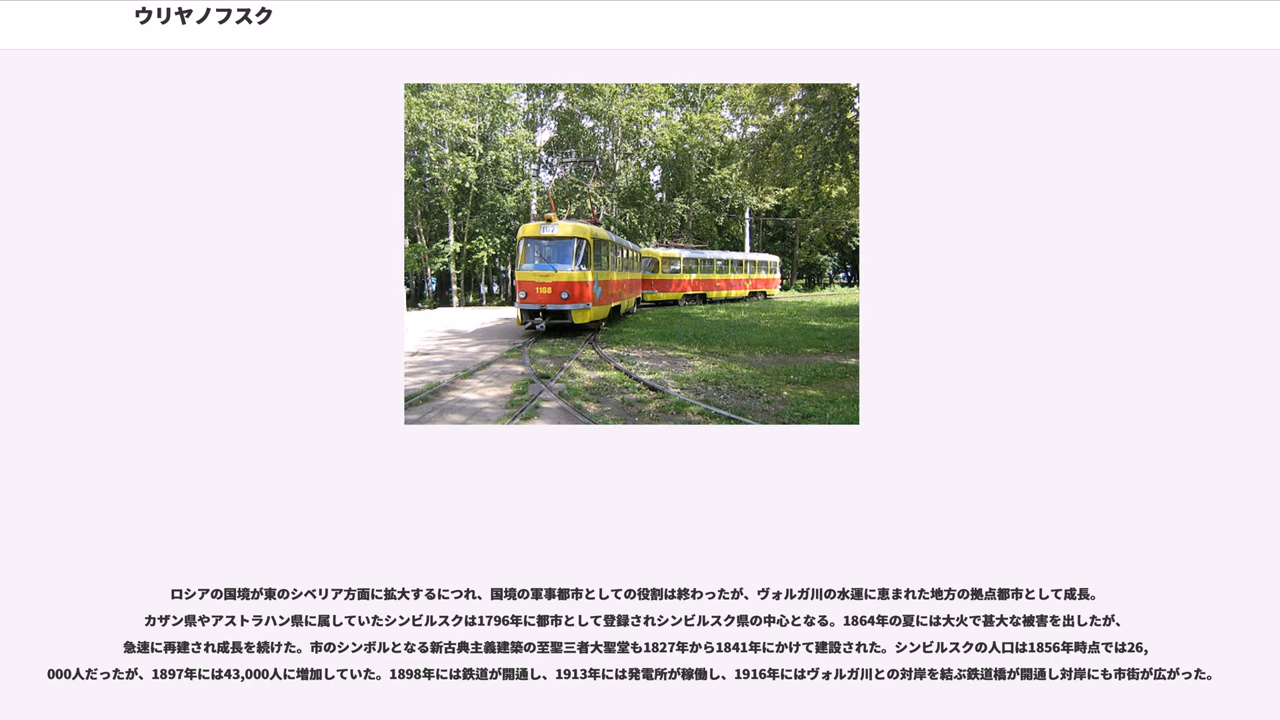 ウリヤノフスク
107
1168
ロシアの国境が東のシベリア方面に拡大するにつれ、国境の軍事都市としての役割は終わったが、ヴォルガ川の水運に恵まれた地方の拠点都市として成長。
カザン県やアストラハン県に属していたシンビルスクは1796年に都市として登録されシンビルスク県の中心となる。1864年の夏には大火で甚大な被害を出したが、
急速に再建され成長を続けた。市のシンボルとなる新古典主義建築の至聖三者大聖堂も1827年から1841年にかけて建設された。シンビルスクの人口は1856年時点では26,
000人だったが、1897年には43,000人に増加していた。1898年には鉄道が開通し、1913年には発電所が稼働し、1916年にはヴォルガ川との対岸を結ぶ鉄道橋が開通し対岸にも市街が広がった。